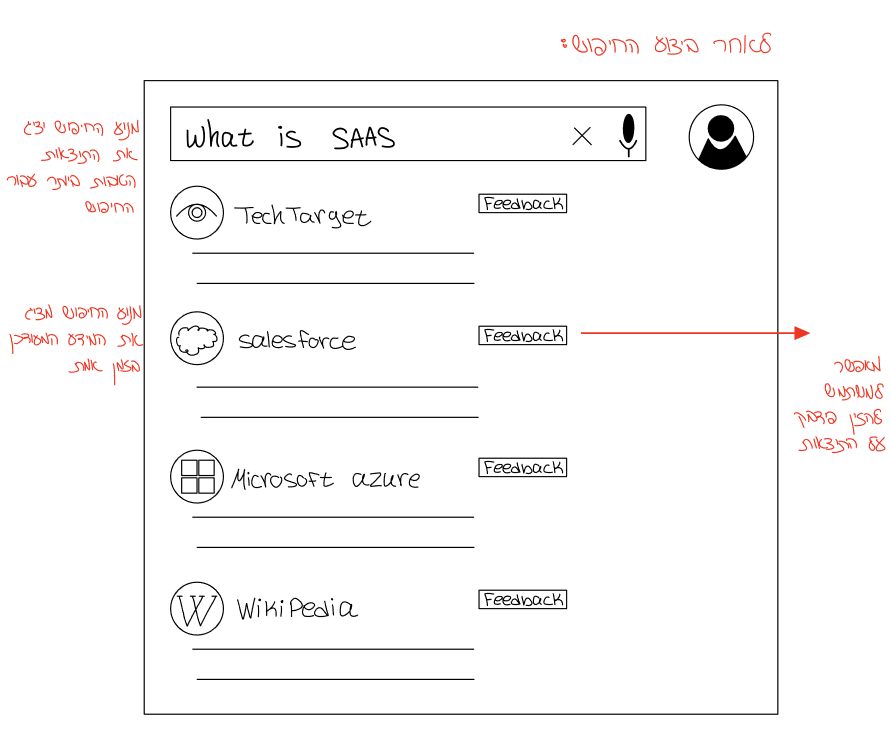 לאחר ביצוע החיפוש:
מנוע החיפוש יציג
את התוצאות
הטובות ביותר עבור
החיפוש
What is SAAS
TechTarget
Feedback
מנוע החיפוש מציג
את המידע המעודכן
בזמן אמת
salesforce
Feedback
מאפשר
למשתמש
להזין פידבק
על התוצאות
Microsoft azure
Feedback
W
WikiPedia
Feedback